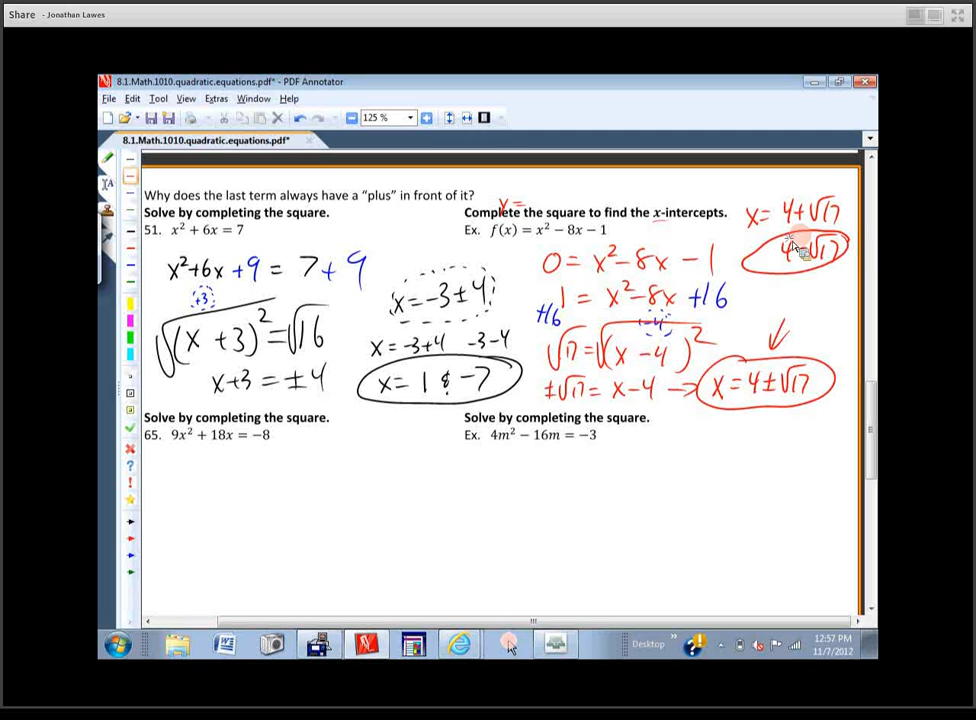 Share - Jonathan Lawes
8.1.Math.1010.quadratic.equations.pdf* - PDF Annotator
File Edit Tool View Extras Window Help
125 %
8.1.Math.1010.quadratic.equations.pdf*
Why does the last term always have a “plus” in front of it?
Solve by completing the square.
51. x² + 6x = 7
x²+6x +9 = 7+9
+3
√(x +3)² = √16
x+3 = ±4
x=-3±4
x=-3+4 -3-4
x= 1 & -7
x=
Complete the square to find the x-intercepts.
Ex. f(x) = x² − 8x − 1
0 = x²-8x -1
1 = x²-8x +16
+16
-4
√17 = √(x -4)²
±√17 = x-4 → x=4±√17
x= 4+√17
4-√17
Solve by completing the square.
65. 9x² + 18x = −8
Solve by completing the square.
Ex. 4m² − 16m = −3
Desktop
12:57 PM
11/7/2012